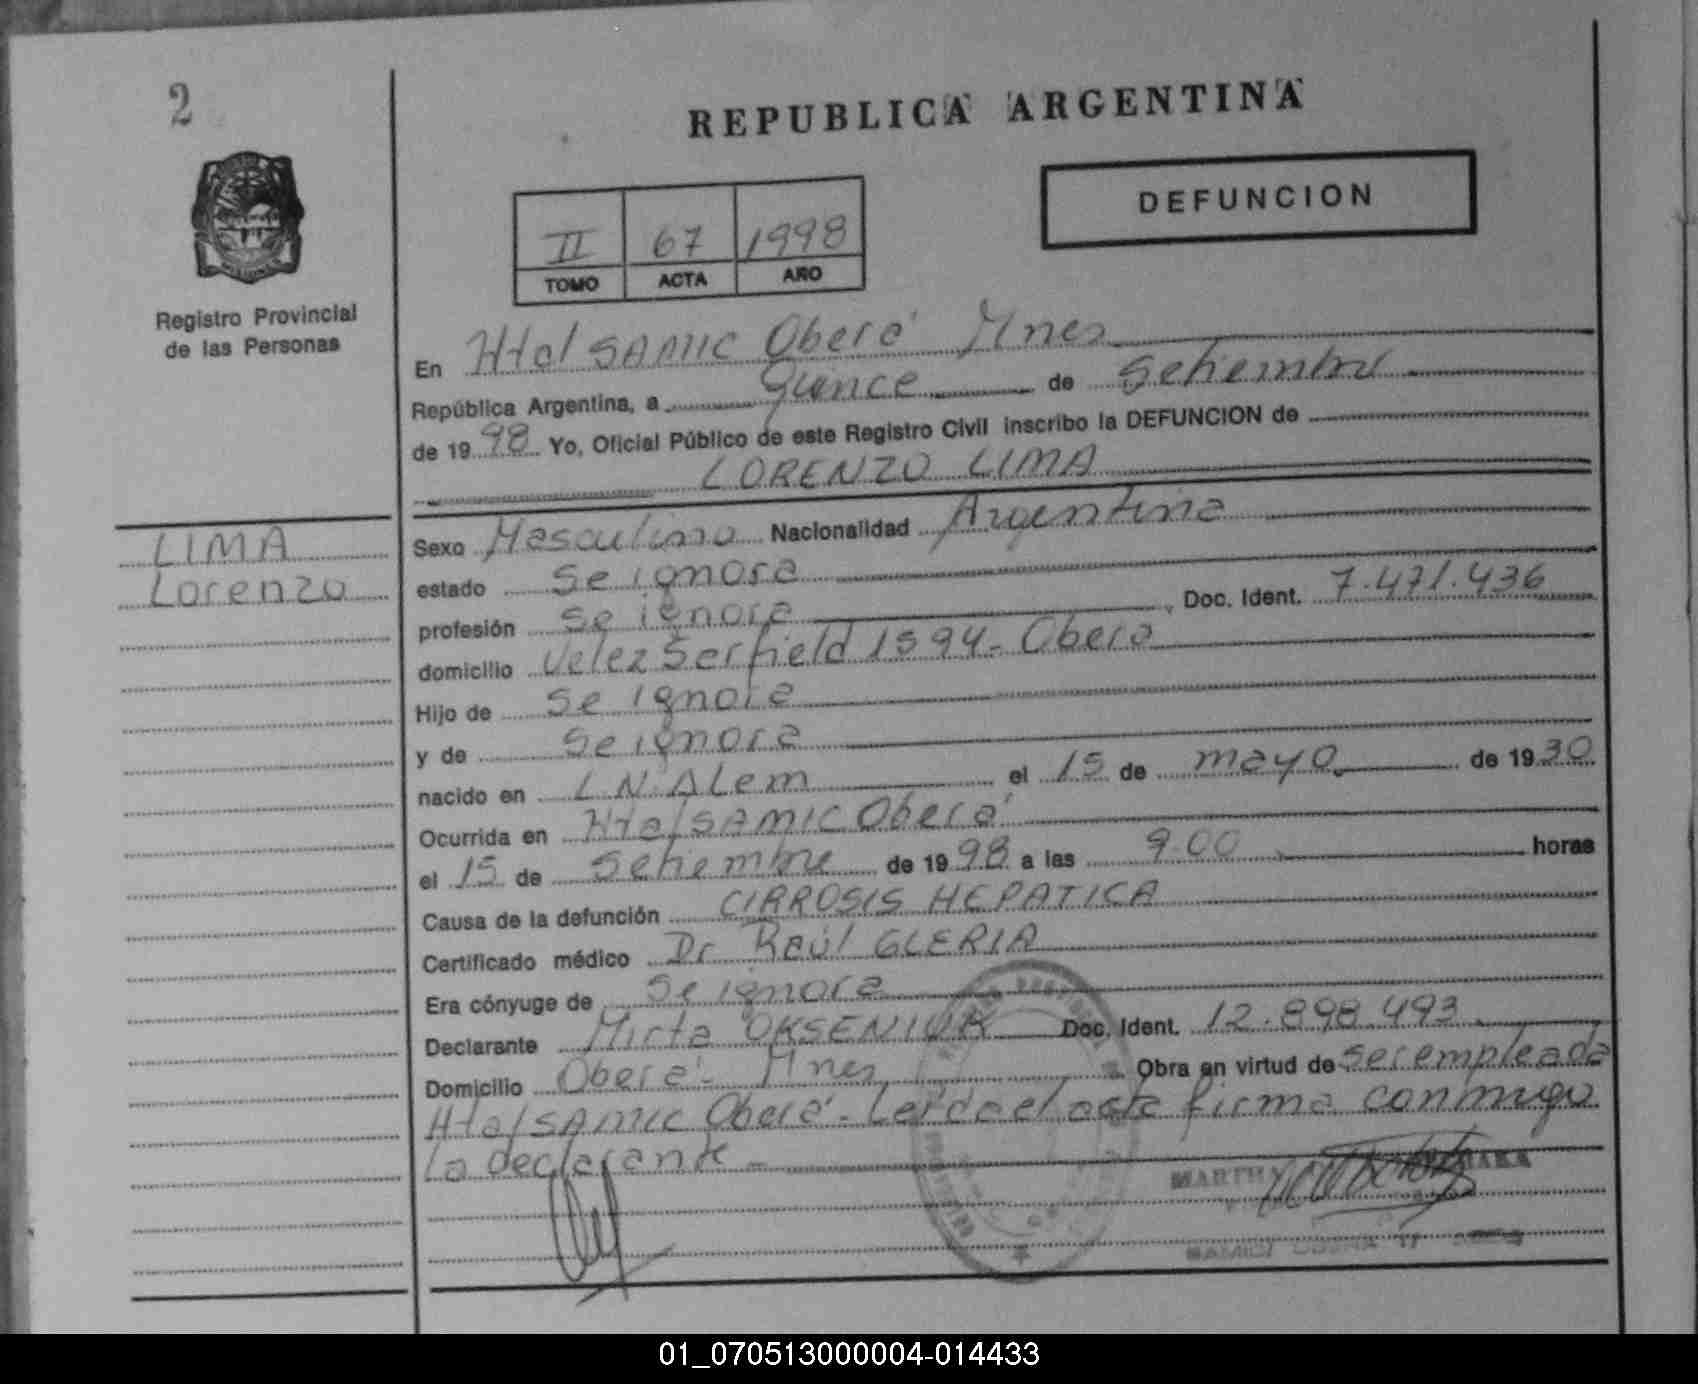 2
REPUBLICA ARGENTINA
DEFUNCION
II 67 1998
TOMO ACTA AÑO
Registro Provincial
de las Personas
En Htal SAMIC Oberá Mnes
República Argentina, a quince de Setiembre
de 1998 Yo, Oficial Público de este Registro Civil inscribo la DEFUNCION de
LORENZO LIMA
LIMA
Lorenzo
Sexo Masculino Nacionalidad Argentina
estado se ignora
profesión se ignora Doc. Ident. 7.471.436
domicilio Velez Serfield 1594 - Obera
Hijo de se ignora
y de se ignora
nacido en L.N. Alem el 15 de mayo de 1930
Ocurrida en Htal SAMIC Oberá
el 15 de Setiembre de 1998 a las 9.00 horas
Causa de la defunción CIRROSIS HEPATICA
Certificado médico Dr Raúl GLERIA
Era cónyuge de Se ignora
Declarante Mirta OKSENIUK Doc. Ident. 12.898.493
Domicilio Oberá - Mnes Obra en virtud de ser empleada
Htal SAMIC Oberá - Leída el acta firma conmigo
la declarante -
MARTHA
01_070513000004-014433